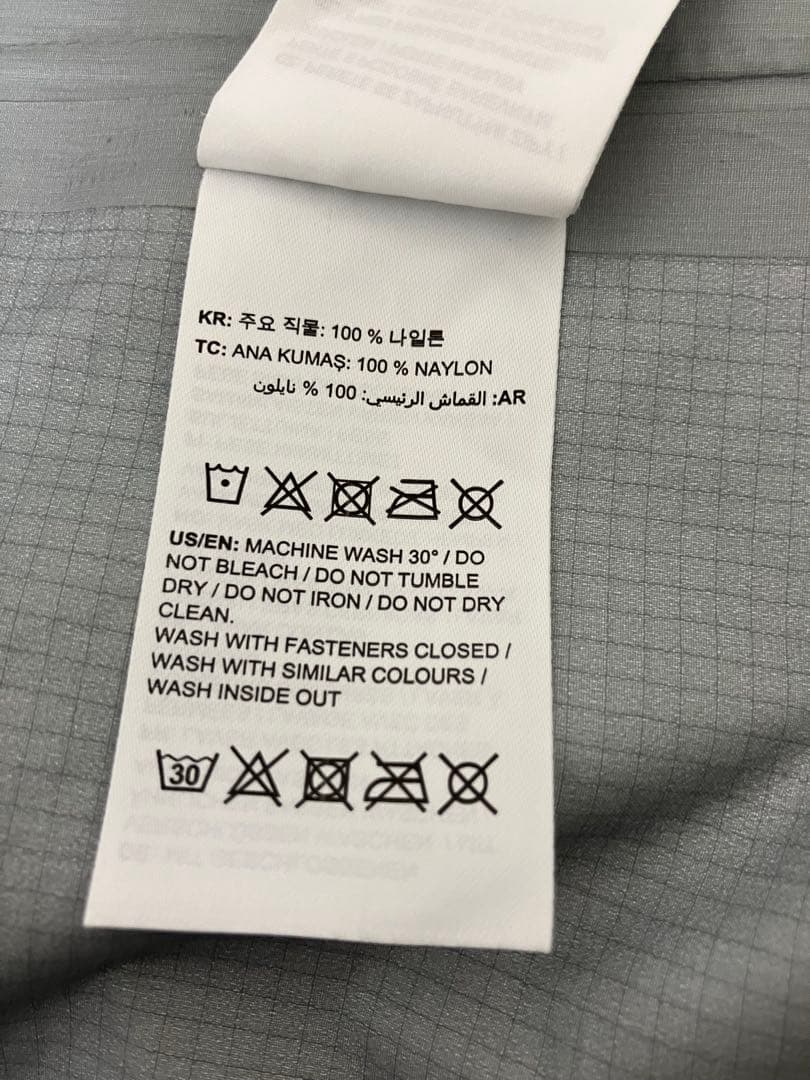 KR: 주요 직물: 100 % 나일론
TC: ANA KUMAŞ: 100 % NAYLON
AR: القماش الرئيسي: 100 % نايلون
US/EN: MACHINE WASH 30° / DO
NOT BLEACH / DO NOT TUMBLE
DRY / DO NOT IRON / DO NOT DRY
CLEAN.
WASH WITH FASTENERS CLOSED /
WASH WITH SIMILAR COLOURS /
WASH INSIDE OUT
30